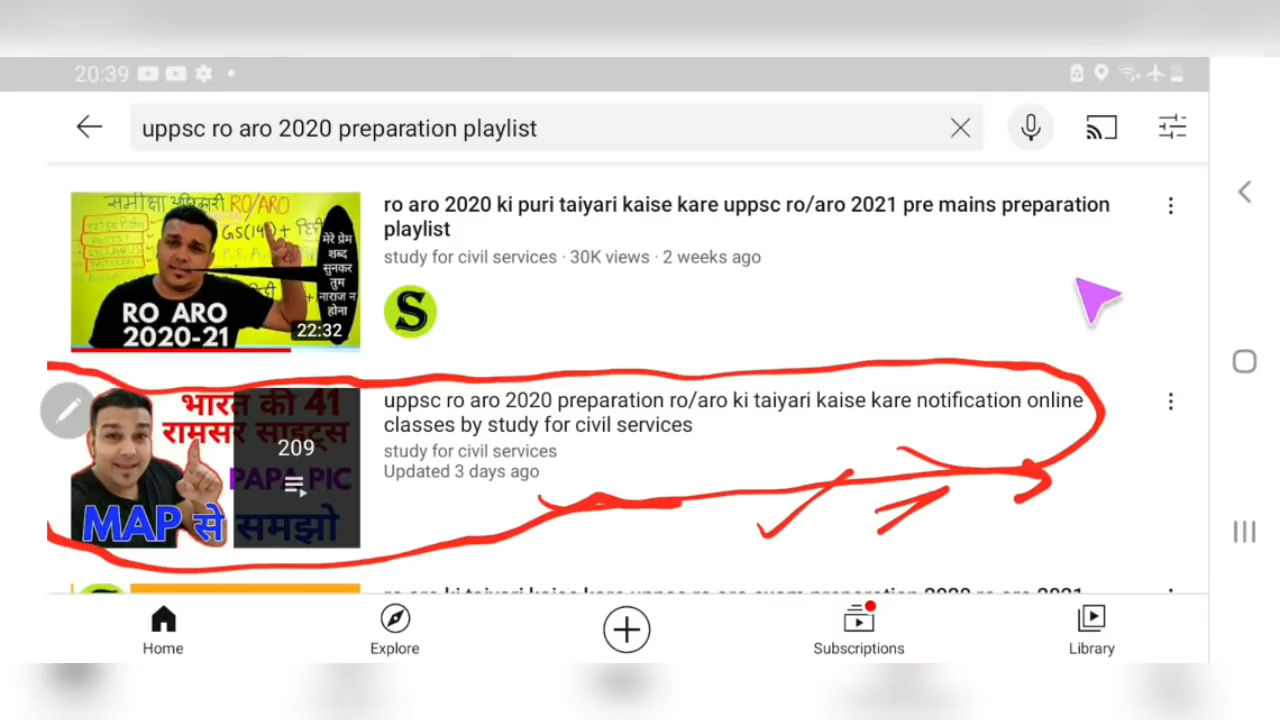 20:39
uppsc ro aro 2020 preparation playlist
समीक्षा अधिकारी RO/ARO
मेरे प्रेम
शब्द
सुनकर
तुम
नाराज न
होना
RO ARO
2020-21
22:32
ro aro 2020 ki puri taiyari kaise kare uppsc ro/aro 2021 pre mains preparation
playlist
study for civil services · 30K views · 2 weeks ago
S
भारत की 41
रामसर साइट्स
PAPA PIC
MAP से समझो
209
uppsc ro aro 2020 preparation ro/aro ki taiyari kaise kare notification online
classes by study for civil services
study for civil services
Updated 3 days ago
Home
Explore
Subscriptions
Library